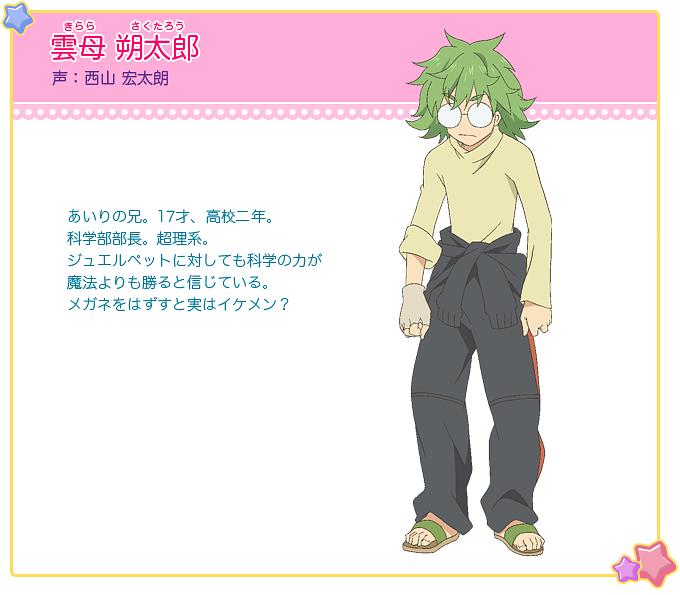 きらら さくたろう
雲母 朔太郎
声：西山 宏太朗
あいりの兄。17才、高校二年。
科学部部長。超理系。
ジュエルペットに対しても科学の力が
魔法よりも勝ると信じている。
メガネをはずすと実はイケメン？